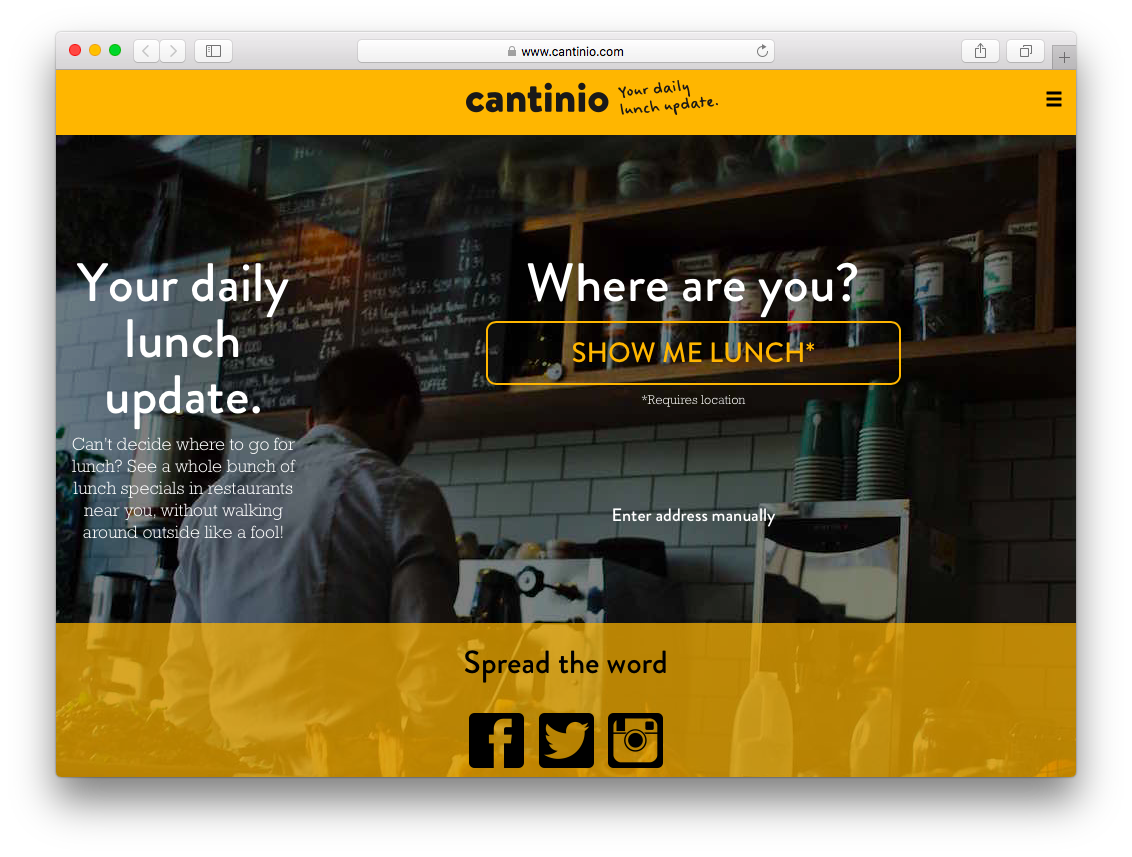 www.cantinio.com
cantinio
Your daily
lunch update.
Your daily
lunch
update.
Can't decide where to go for
lunch? See a whole bunch of
lunch specials in restaurants
near you, without walking
around outside like a fool!
Where are you?
SHOW ME LUNCH*
*Requires location
Enter address manually
COFFEE
Spread the word